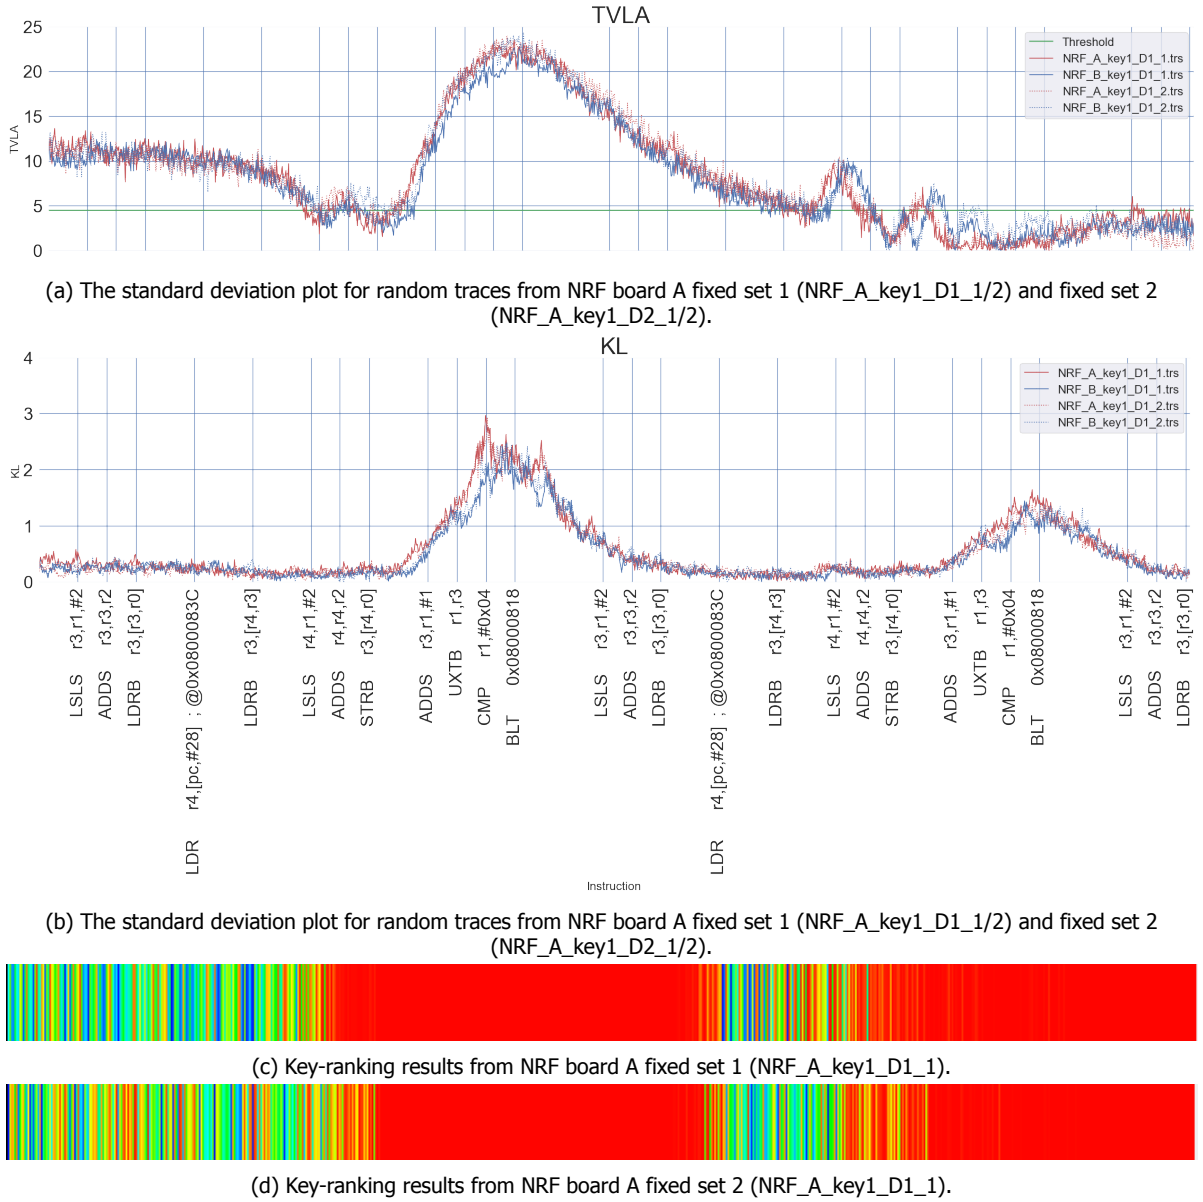 TVLA
25
20
15
10
5
0
TVLA
Threshold
NRF_A_key1_D1_1.trs
NRF_B_key1_D1_1.trs
NRF_A_key1_D1_2.trs
NRF_B_key1_D1_2.trs
(a) The standard deviation plot for random traces from NRF board A fixed set 1 (NRF_A_key1_D1_1/2) and fixed set 2
(NRF_A_key1_D2_1/2).
KL
4
3
2
1
0
KL
NRF_A_key1_D1_1.trs
NRF_B_key1_D1_1.trs
NRF_A_key1_D1_2.trs
NRF_B_key1_D1_2.trs
LSLS r3,r1,#2
ADDS r3,r3,r2
LDRB r3,[r3,r0]
LDR r4,[pc,#28] ; @0x0800083C
LDRB r3,[r4,r3]
LSLS r4,r1,#2
ADDS r4,r4,r2
STRB r3,[r4,r0]
ADDS r3,r1,#1
UXTB r1,r3
CMP r1,#0x04
BLT 0x08000818
LSLS r3,r1,#2
ADDS r3,r3,r2
LDRB r3,[r3,r0]
LDR r4,[pc,#28] ; @0x0800083C
LDRB r3,[r4,r3]
LSLS r4,r1,#2
ADDS r4,r4,r2
STRB r3,[r4,r0]
ADDS r3,r1,#1
UXTB r1,r3
CMP r1,#0x04
BLT 0x08000818
LSLS r3,r1,#2
ADDS r3,r3,r2
LDRB r3,[r3,r0]
Instruction
(b) The standard deviation plot for random traces from NRF board A fixed set 1 (NRF_A_key1_D1_1/2) and fixed set 2
(NRF_A_key1_D2_1/2).
(c) Key-ranking results from NRF board A fixed set 1 (NRF_A_key1_D1_1).
(d) Key-ranking results from NRF board A fixed set 2 (NRF_A_key1_D1_1).